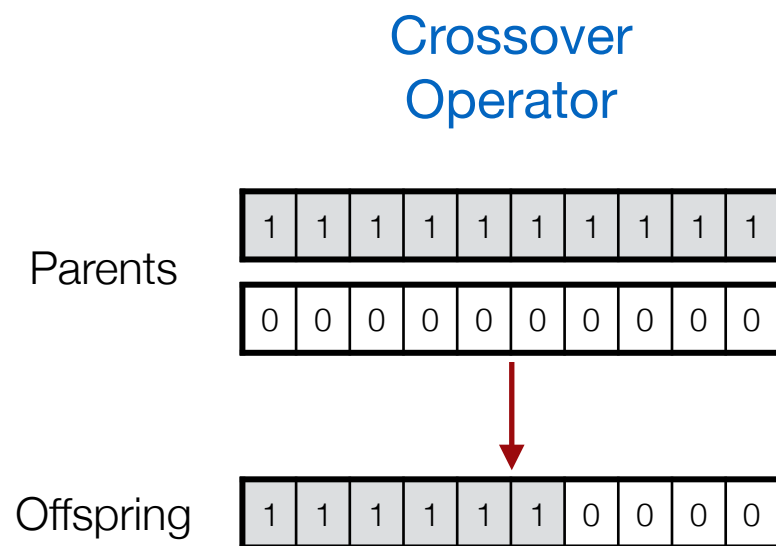 Crossover
Operator
Parents
1 1 1 1 1 1 1 1 1 1
0 0 0 0 0 0 0 0 0 0
Offspring
1 1 1 1 1 1 0 0 0 0